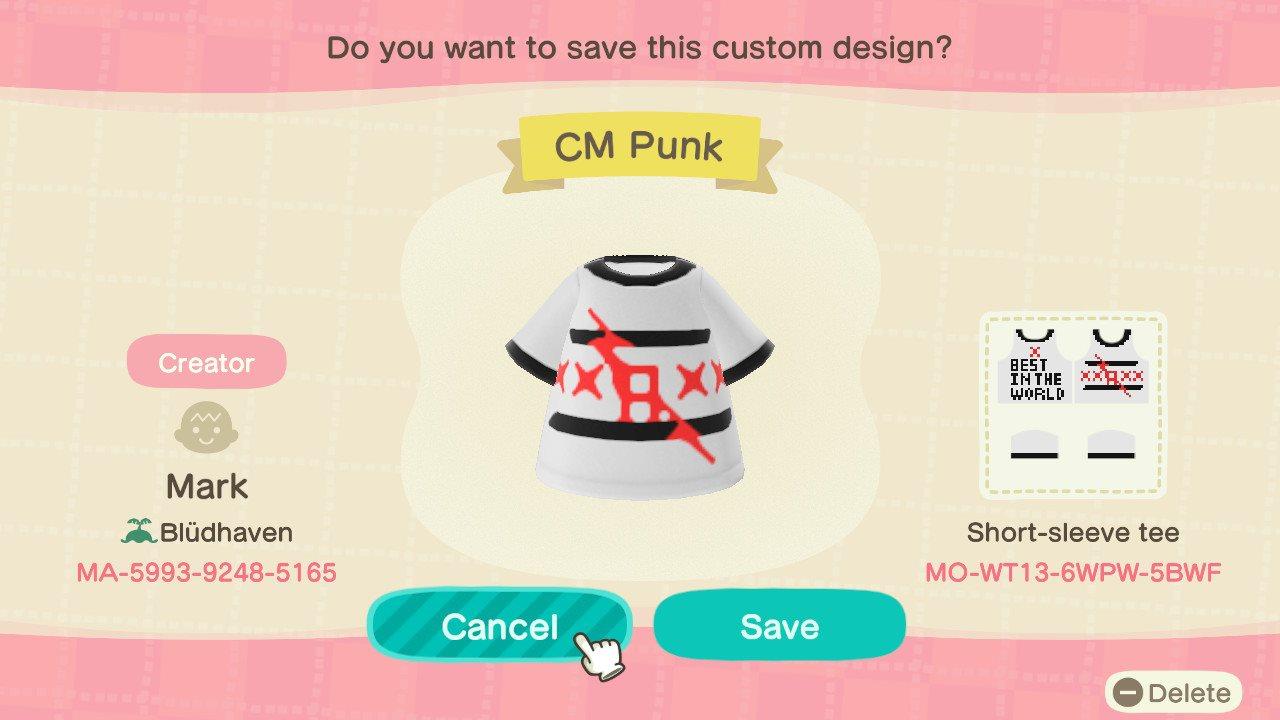 Do you want to save this custom design?
CM Punk
Creator
Mark
Blüdhaven
MA-5993-9248-5165
BEST
IN THE
WORLD
Short-sleeve tee
MO-WT13-6WPW-5BWF
Cancel
Save
Delete